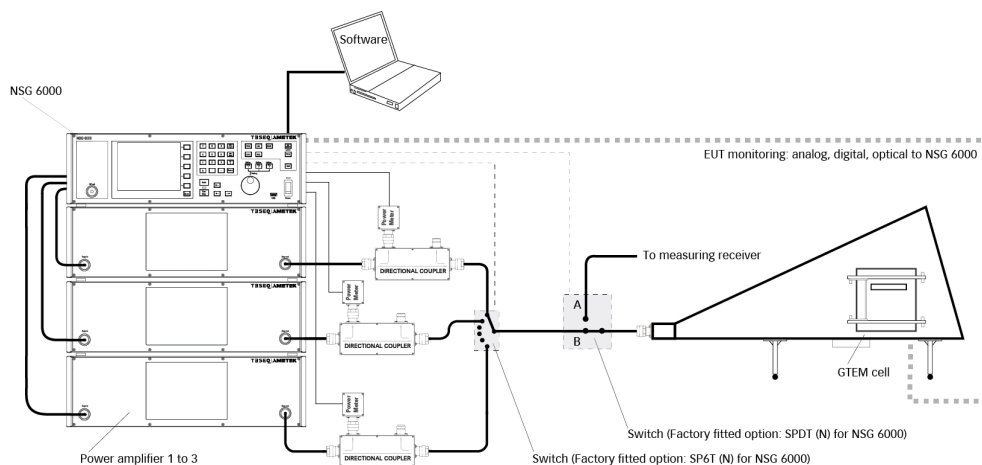 Software
NSG 6000
TESEQ AMETEK
EUT monitoring: analog, digital, optical to NSG 6000
TESEQ AMETEK
Power Meter
DIRECTIONAL COUPLER
To measuring receiver
TESEQ AMETEK
Power Meter
DIRECTIONAL COUPLER
A
B
TESEQ AMETEK
Power Meter
DIRECTIONAL COUPLER
GTEM cell
Switch (Factory fitted option: SPDT (N) for NSG 6000)
Power amplifier 1 to 3
Switch (Factory fitted option: SP6T (N) for NSG 6000)